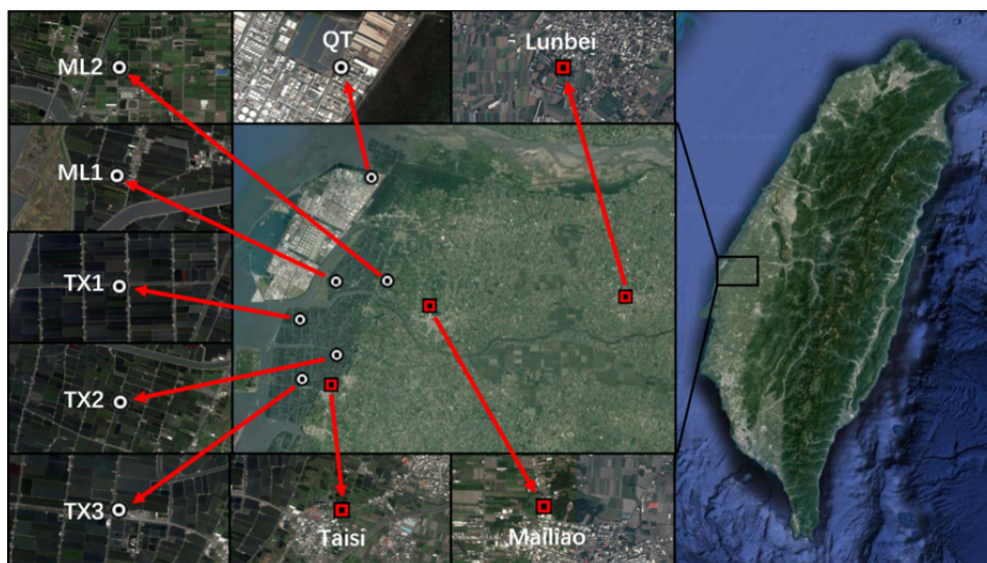 ML2
QT
Lunbei
ML1
TX1
TX2
TX3
Taisi
Mailiao